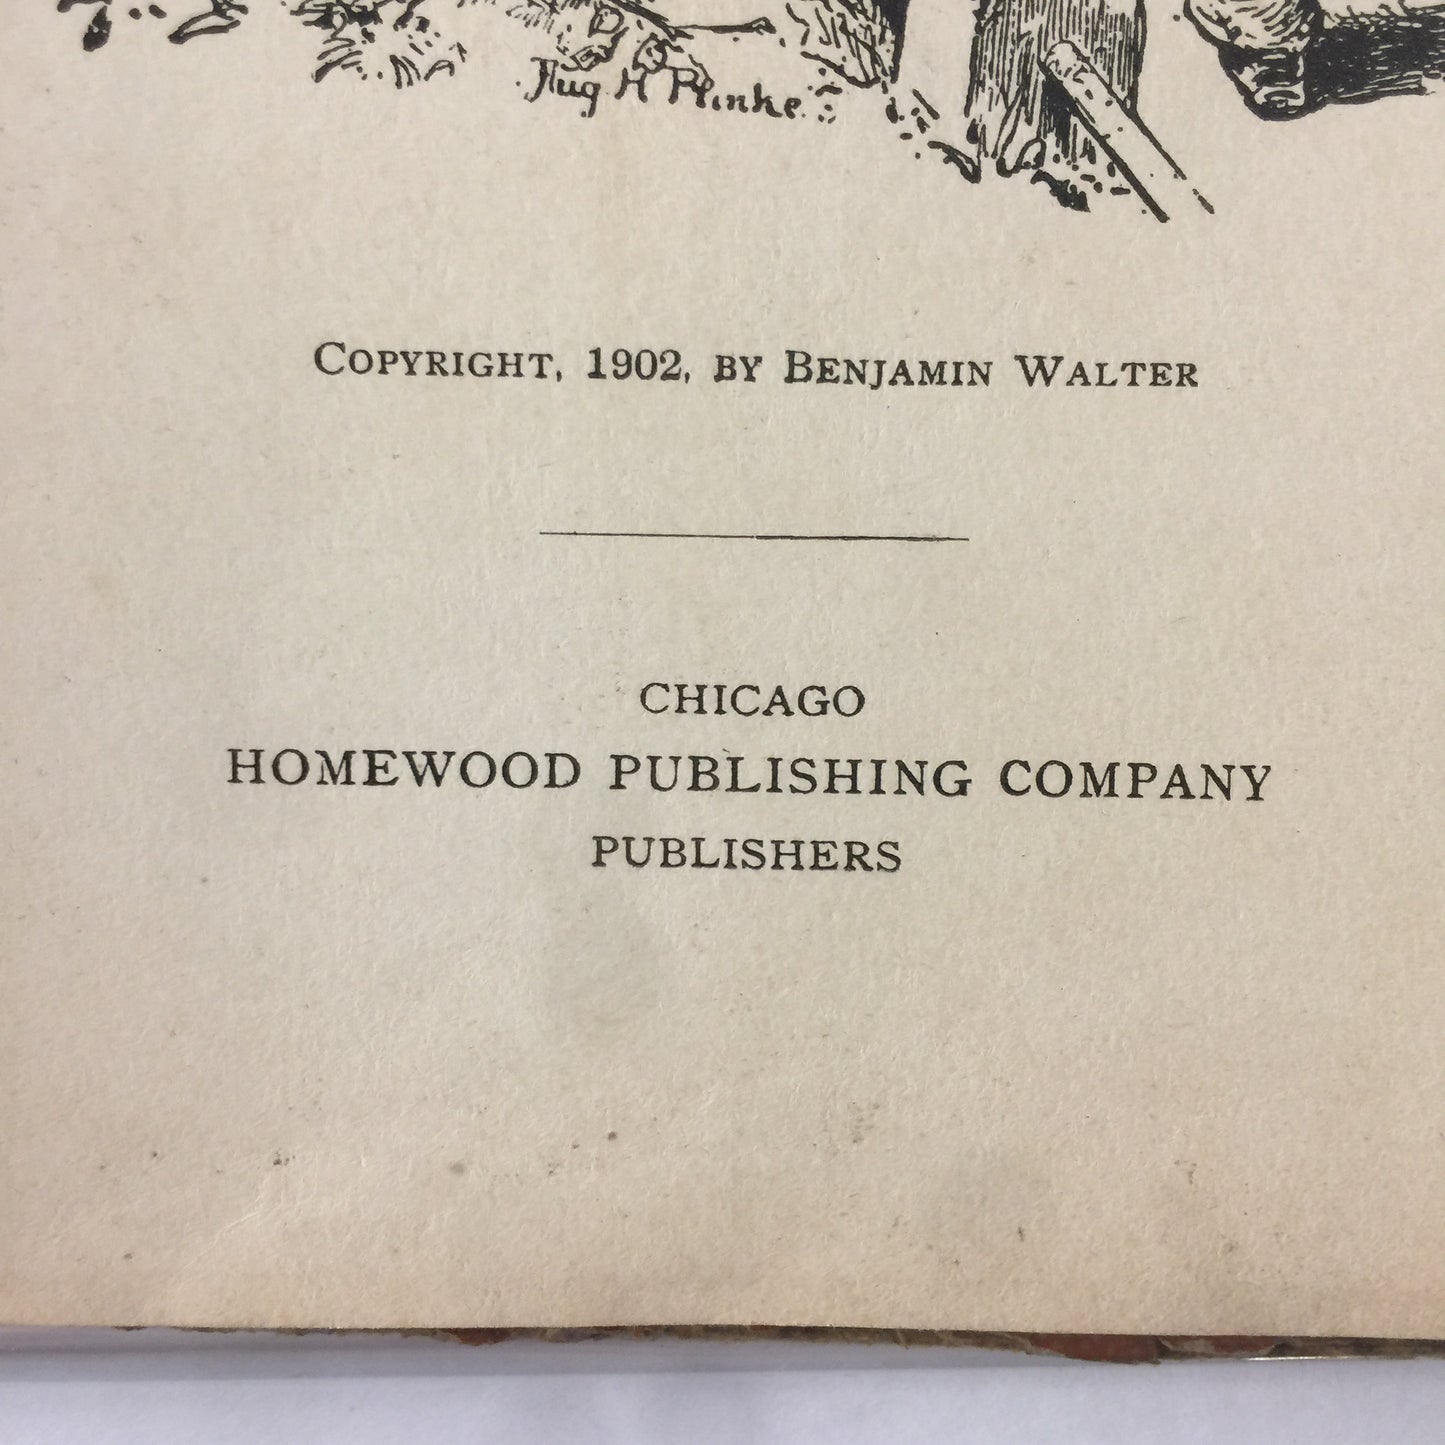 Copyright, 1902, by Benjamin Walter
CHICAGO
HOMEWOOD PUBLISHING COMPANY
PUBLISHERS